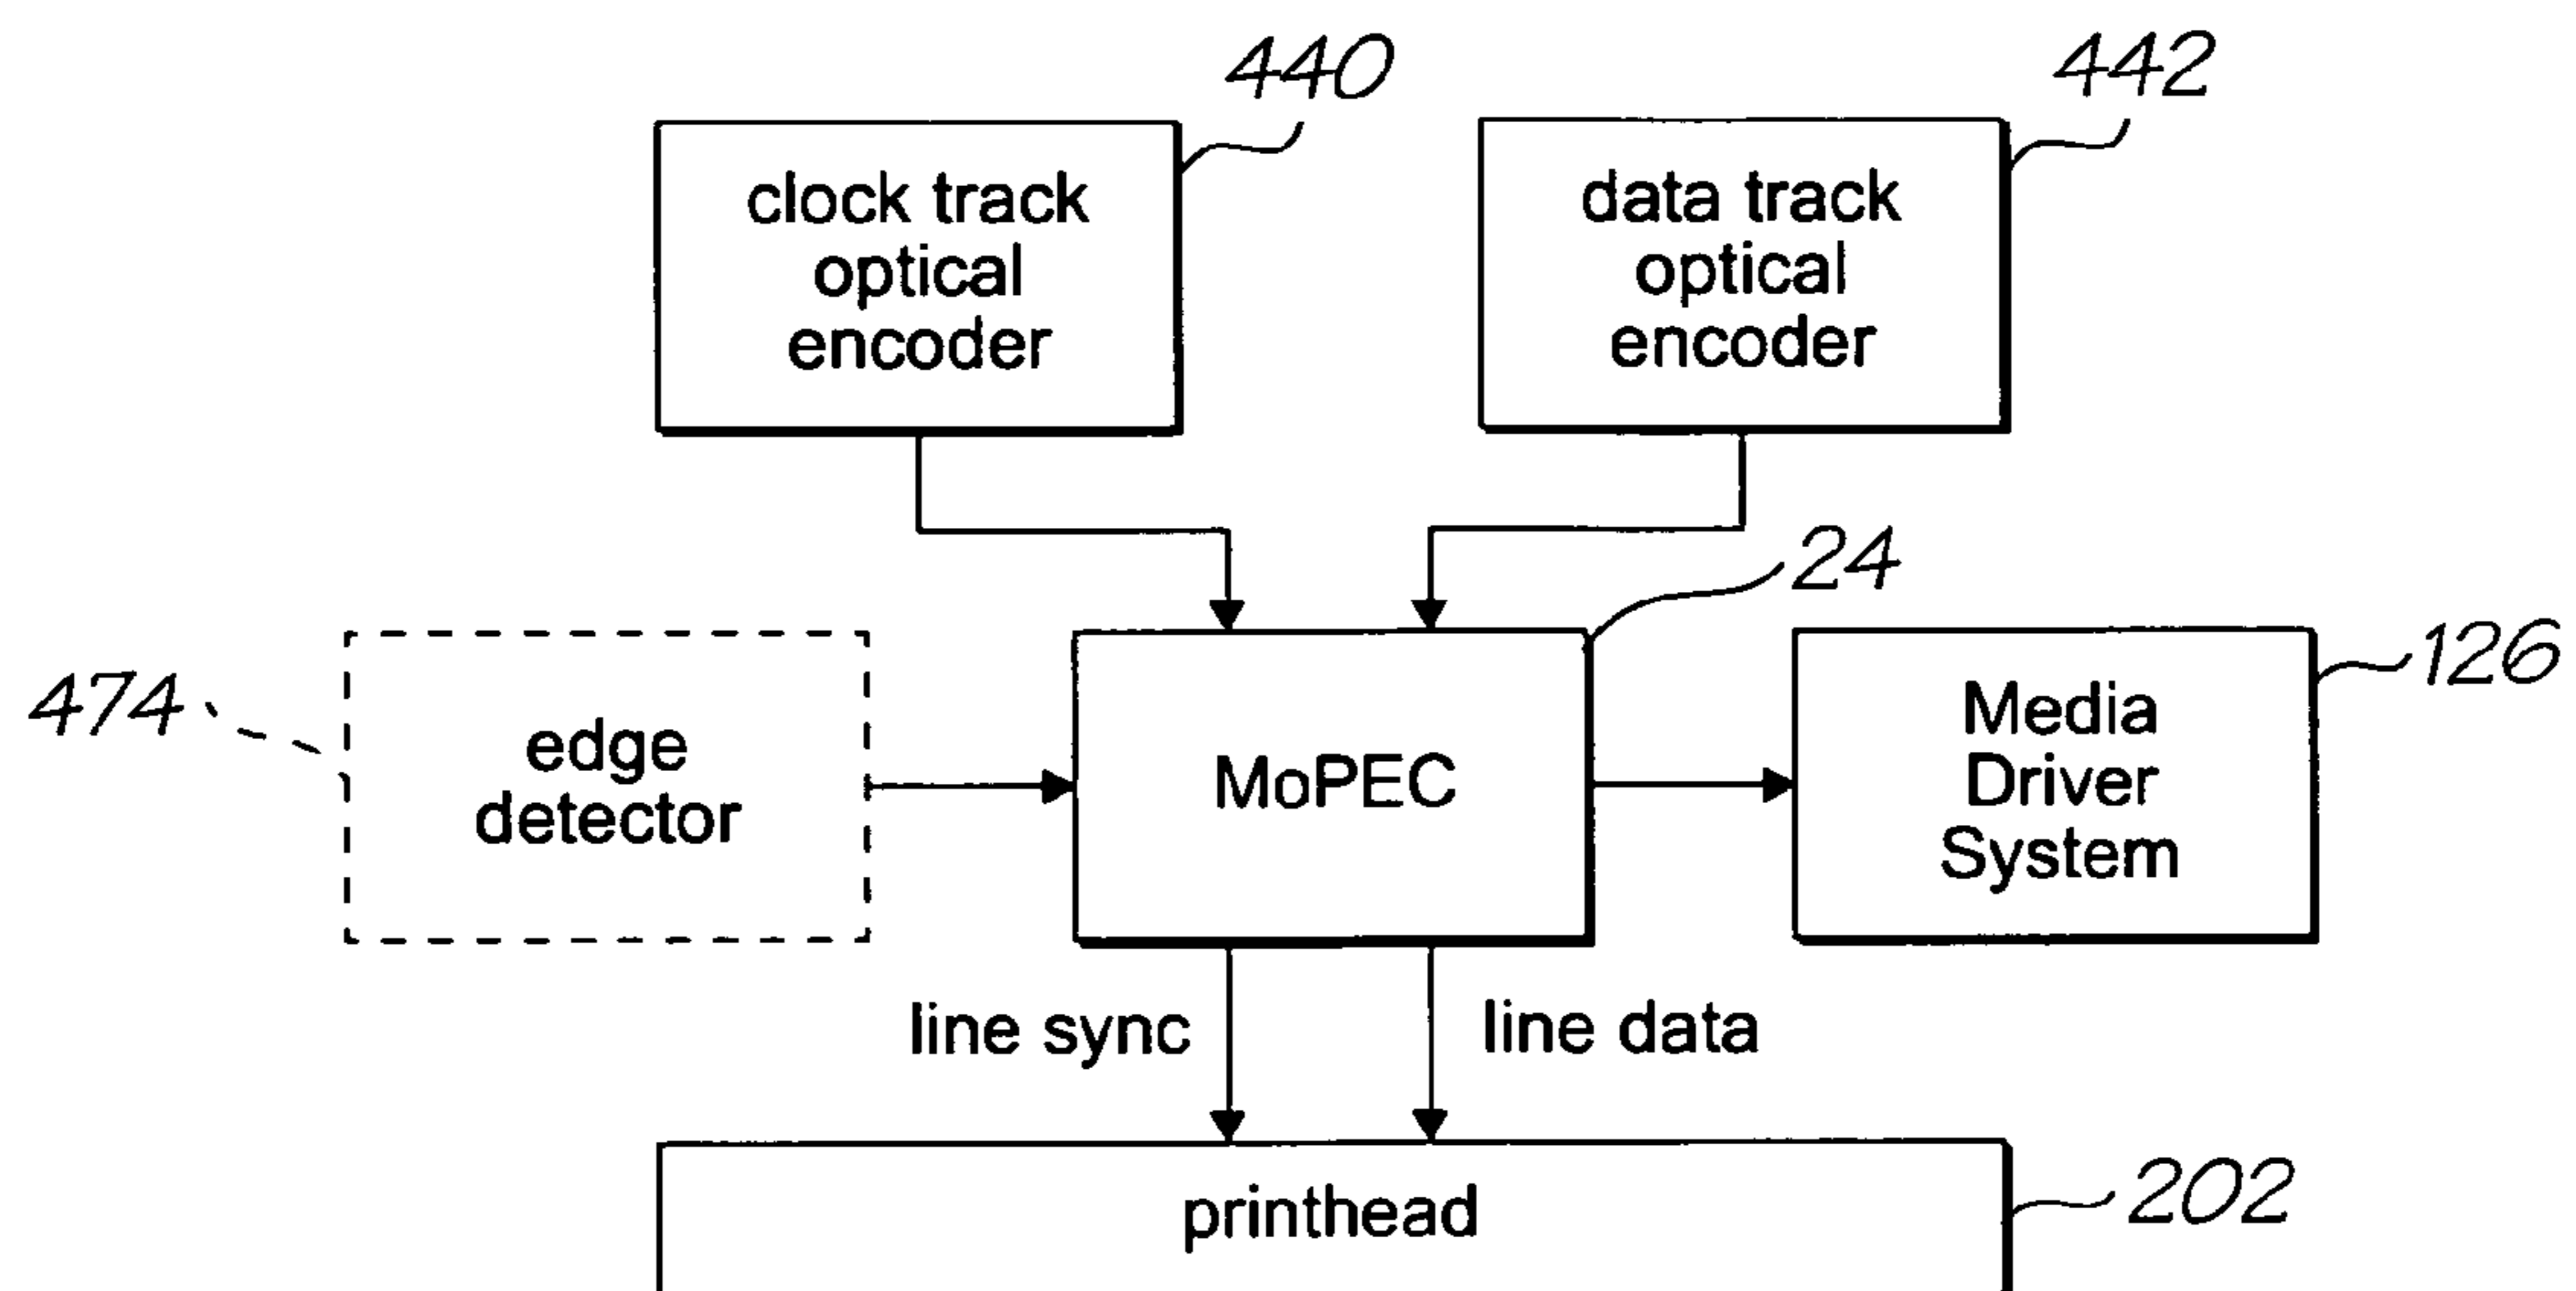 440
442
clock track
optical
encoder
data track
optical
encoder
24
474
edge
detector
MoPEC
Media
Driver
System
126
line sync
line data
printhead
202